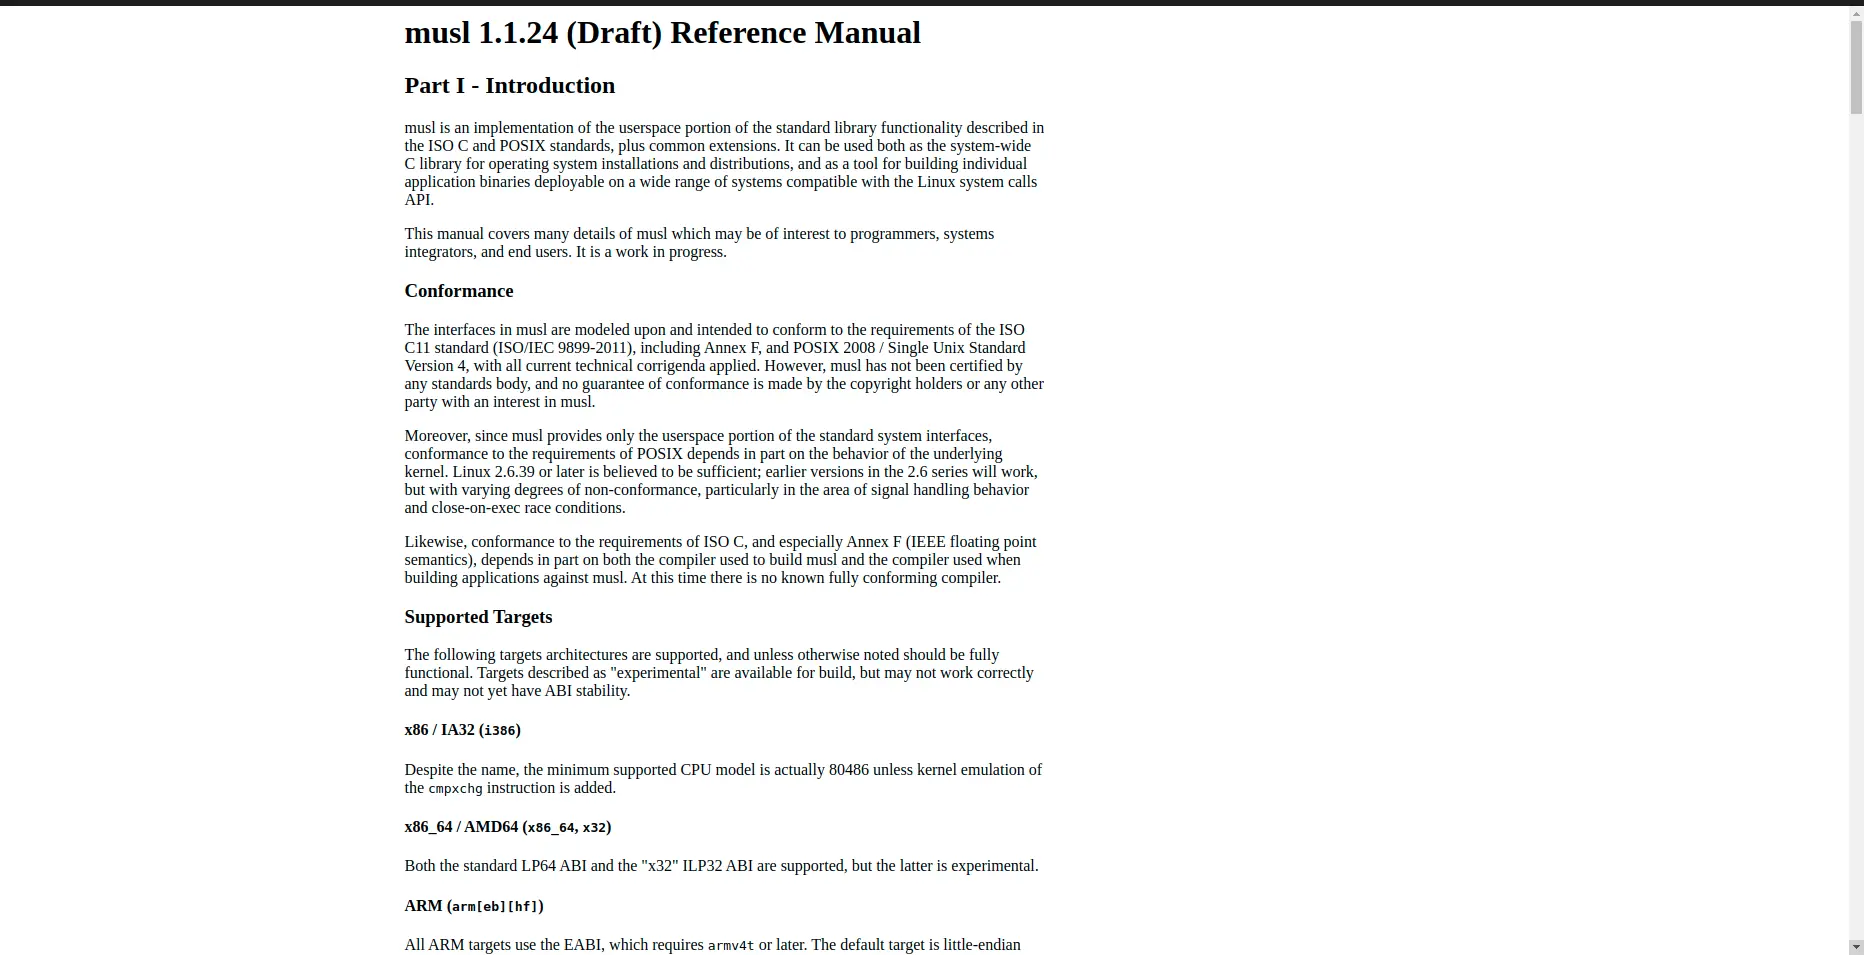 musl 1.1.24 (Draft) Reference Manual
Part I - Introduction
musl is an implementation of the userspace portion of the standard library functionality described in
the ISO C and POSIX standards, plus common extensions. It can be used both as the system-wide
C library for operating system installations and distributions, and as a tool for building individual
application binaries deployable on a wide range of systems compatible with the Linux system calls
API.
This manual covers many details of musl which may be of interest to programmers, systems
integrators, and end users. It is a work in progress.
Conformance
The interfaces in musl are modeled upon and intended to conform to the requirements of the ISO
C11 standard (ISO/IEC 9899-2011), including Annex F, and POSIX 2008 / Single Unix Standard
Version 4, with all current technical corrigenda applied. However, musl has not been certified by
any standards body, and no guarantee of conformance is made by the copyright holders or any other
party with an interest in musl.
Moreover, since musl provides only the userspace portion of the standard system interfaces,
conformance to the requirements of POSIX depends in part on the behavior of the underlying
kernel. Linux 2.6.39 or later is believed to be sufficient; earlier versions in the 2.6 series will work,
but with varying degrees of non-conformance, particularly in the area of signal handling behavior
and close-on-exec race conditions.
Likewise, conformance to the requirements of ISO C, and especially Annex F (IEEE floating point
semantics), depends in part on both the compiler used to build musl and the compiler used when
building applications against musl. At this time there is no known fully conforming compiler.
Supported Targets
The following targets architectures are supported, and unless otherwise noted should be fully
functional. Targets described as "experimental" are available for build, but may not work correctly
and may not yet have ABI stability.
x86 / IA32 (i386)
Despite the name, the minimum supported CPU model is actually 80486 unless kernel emulation of
the cmpxchg instruction is added.
x86_64 / AMD64 (x86_64, x32)
Both the standard LP64 ABI and the "x32" ILP32 ABI are supported, but the latter is experimental.
ARM (arm[eb][hf])
All ARM targets use the EABI, which requires armv4t or later. The default target is little-endian